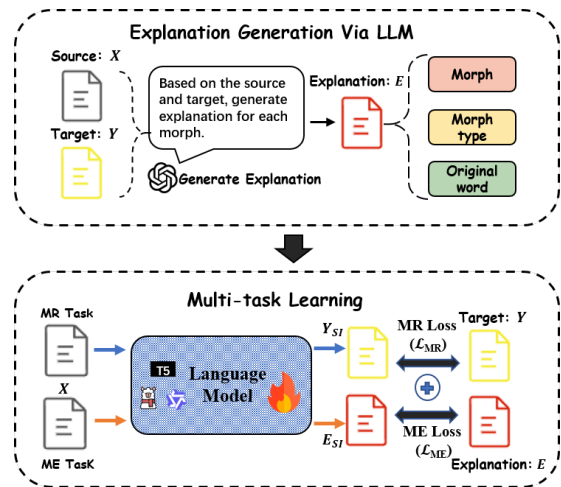 Explanation Generation Via LLM
Source: X
Target: Y
Based on the source
and target, generate
explanation for each
morph.
Generate Explanation
Explanation: E
Morph
Morph
type
Original
word
Multi-task Learning
MR Task
X
ME TasK
T5
Language
Model
Y_SI
E_SI
MR Loss
(ℒ_MR)
ME Loss
(ℒ_ME)
Target: Y
Explanation: E